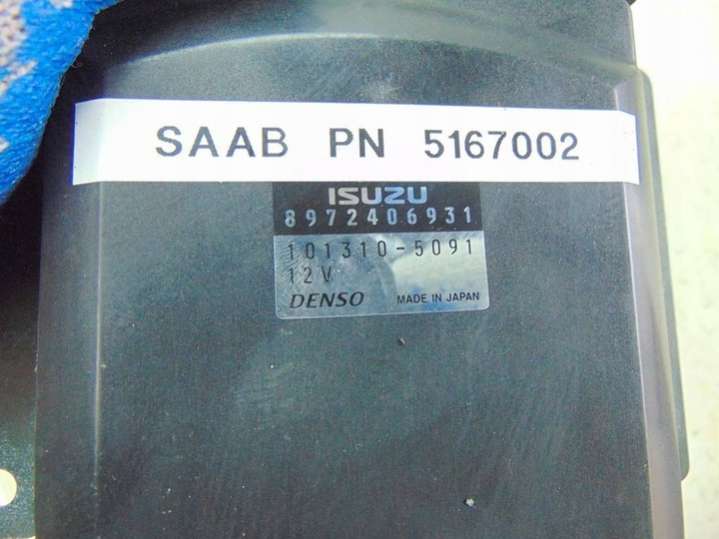 SAAB PN 5167002
ISUZU
8972406931
101310-5091
12V
DENSO MADE IN JAPAN